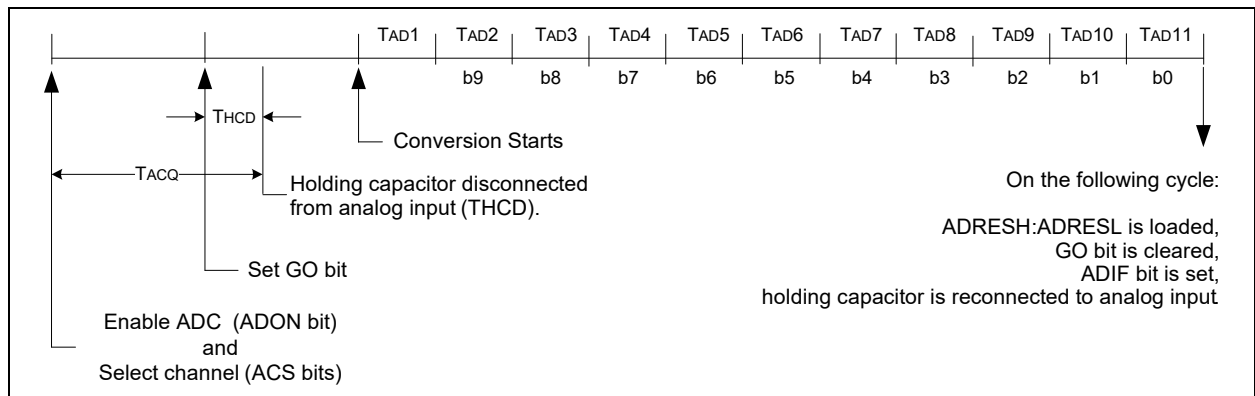 TAD1 TAD2 TAD3 TAD4 TAD5 TAD6 TAD7 TAD8 TAD9 TAD10 TAD11
b9 b8 b7 b6 b5 b4 b3 b2 b1 b0
THCD
Conversion Starts
TACQ
Holding capacitor disconnected
from analog input (THCD).
On the following cycle:
ADRESH:ADRESL is loaded,
GO bit is cleared,
ADIF bit is set,
holding capacitor is reconnected to analog input
Set GO bit
Enable ADC (ADON bit)
and
Select channel (ACS bits)